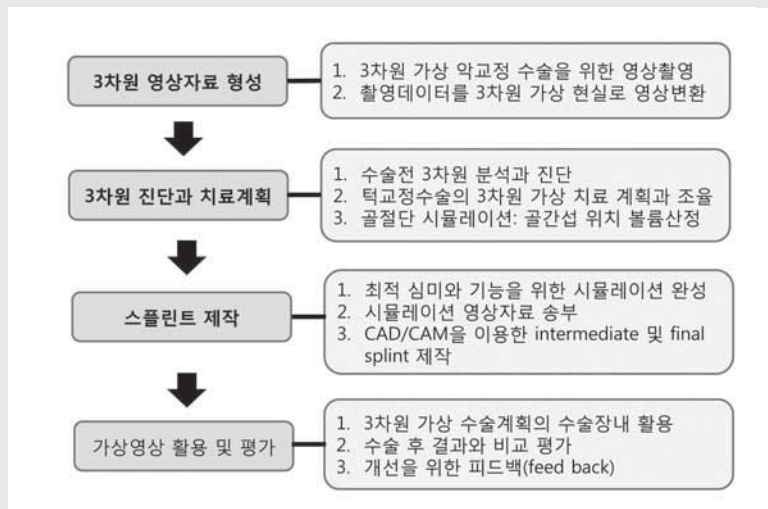 3차원 영상자료 형성
1. 3차원 가상 악교정 수술을 위한 영상촬영
2. 촬영데이터를 3차원 가상 현실로 영상변환
3차원 진단과 치료계획
1. 수술전 3차원 분석과 진단
2. 턱교정수술의 3차원 가상 치료 계획과 조율
3. 골절단 시뮬레이션: 골간섭 위치 볼륨산정
스플린트 제작
1. 최적 심미와 기능을 위한 시뮬레이션 완성
2. 시뮬레이션 영상자료 송부
3. CAD/CAM을 이용한 intermediate 및 final
splint 제작
가상영상 활용 및 평가
1. 3차원 가상 수술계획의 수술장내 활용
2. 수술 후 결과와 비교 평가
3. 개선을 위한 피드백(feed back)